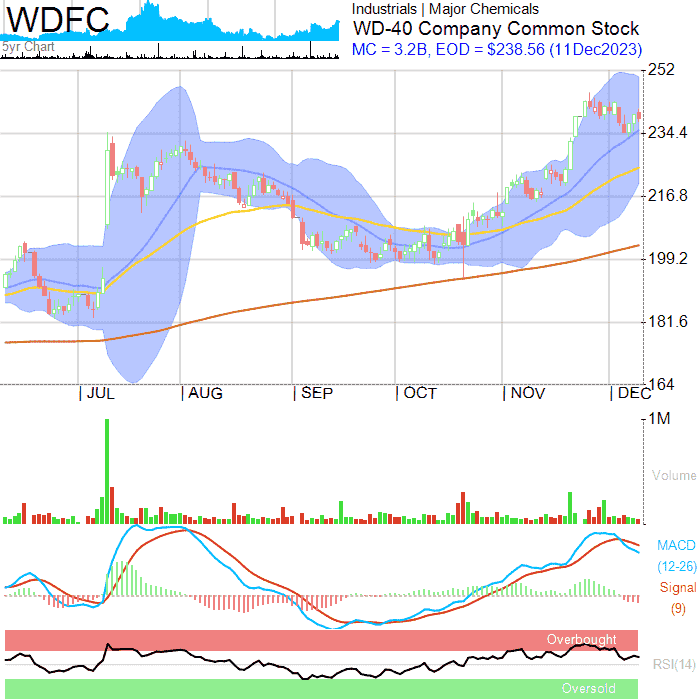 WDFC
5yr Chart
Industrials | Major Chemicals
WD-40 Company Common Stock
MC = 3.2B, EOD = $238.56 (11Dec2023)
252
234.4
216.8
199.2
181.6
164
| JUL
| AUG
| SEP
| OCT
| NOV
| DEC
1M
Volume
MACD
(12-26)
Signal
(9)
Overbought
RSI(14)
Oversold